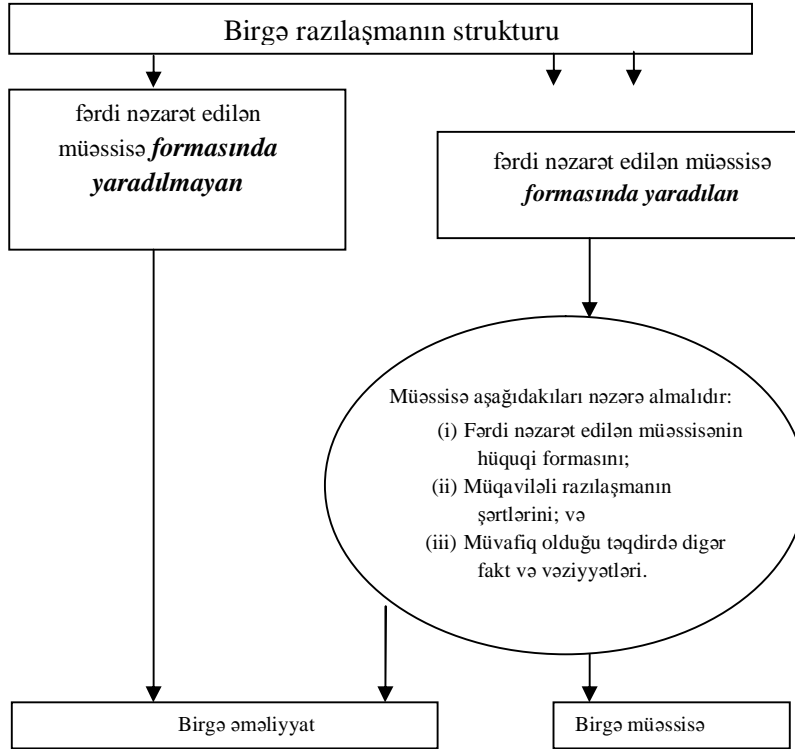 Birgə razılaşmanın strukturu
fərdi nəzarət edilən
müəssisə formasında
yaradılmayan
fərdi nəzarət edilən müəssisə
formasında yaradılan
Müəssisə aşağıdakıları nəzərə almalıdır:
(i) Fərdi nəzarət edilən müəssisənin
hüquqi formasını;
(ii) Müqaviləli razılaşmanın
şərtlərini; və
(iii) Müvafiq olduğu təqdirdə digər
fakt və vəziyyətləri.
Birgə əməliyyat
Birgə müəssisə